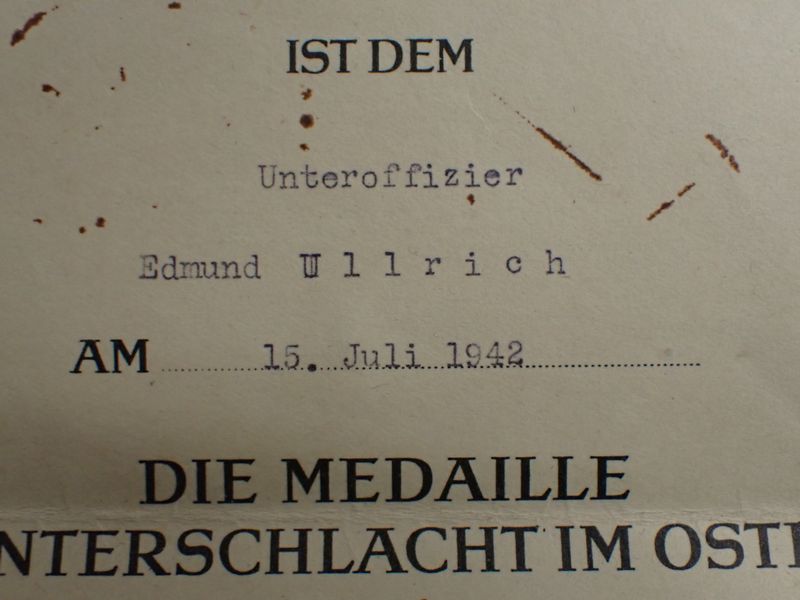 IST DEM
Unteroffizier
Edmund Ullrich
AM 15. Juli 1942
DIE MEDAILLE
NTERSCHLACHT IM OST